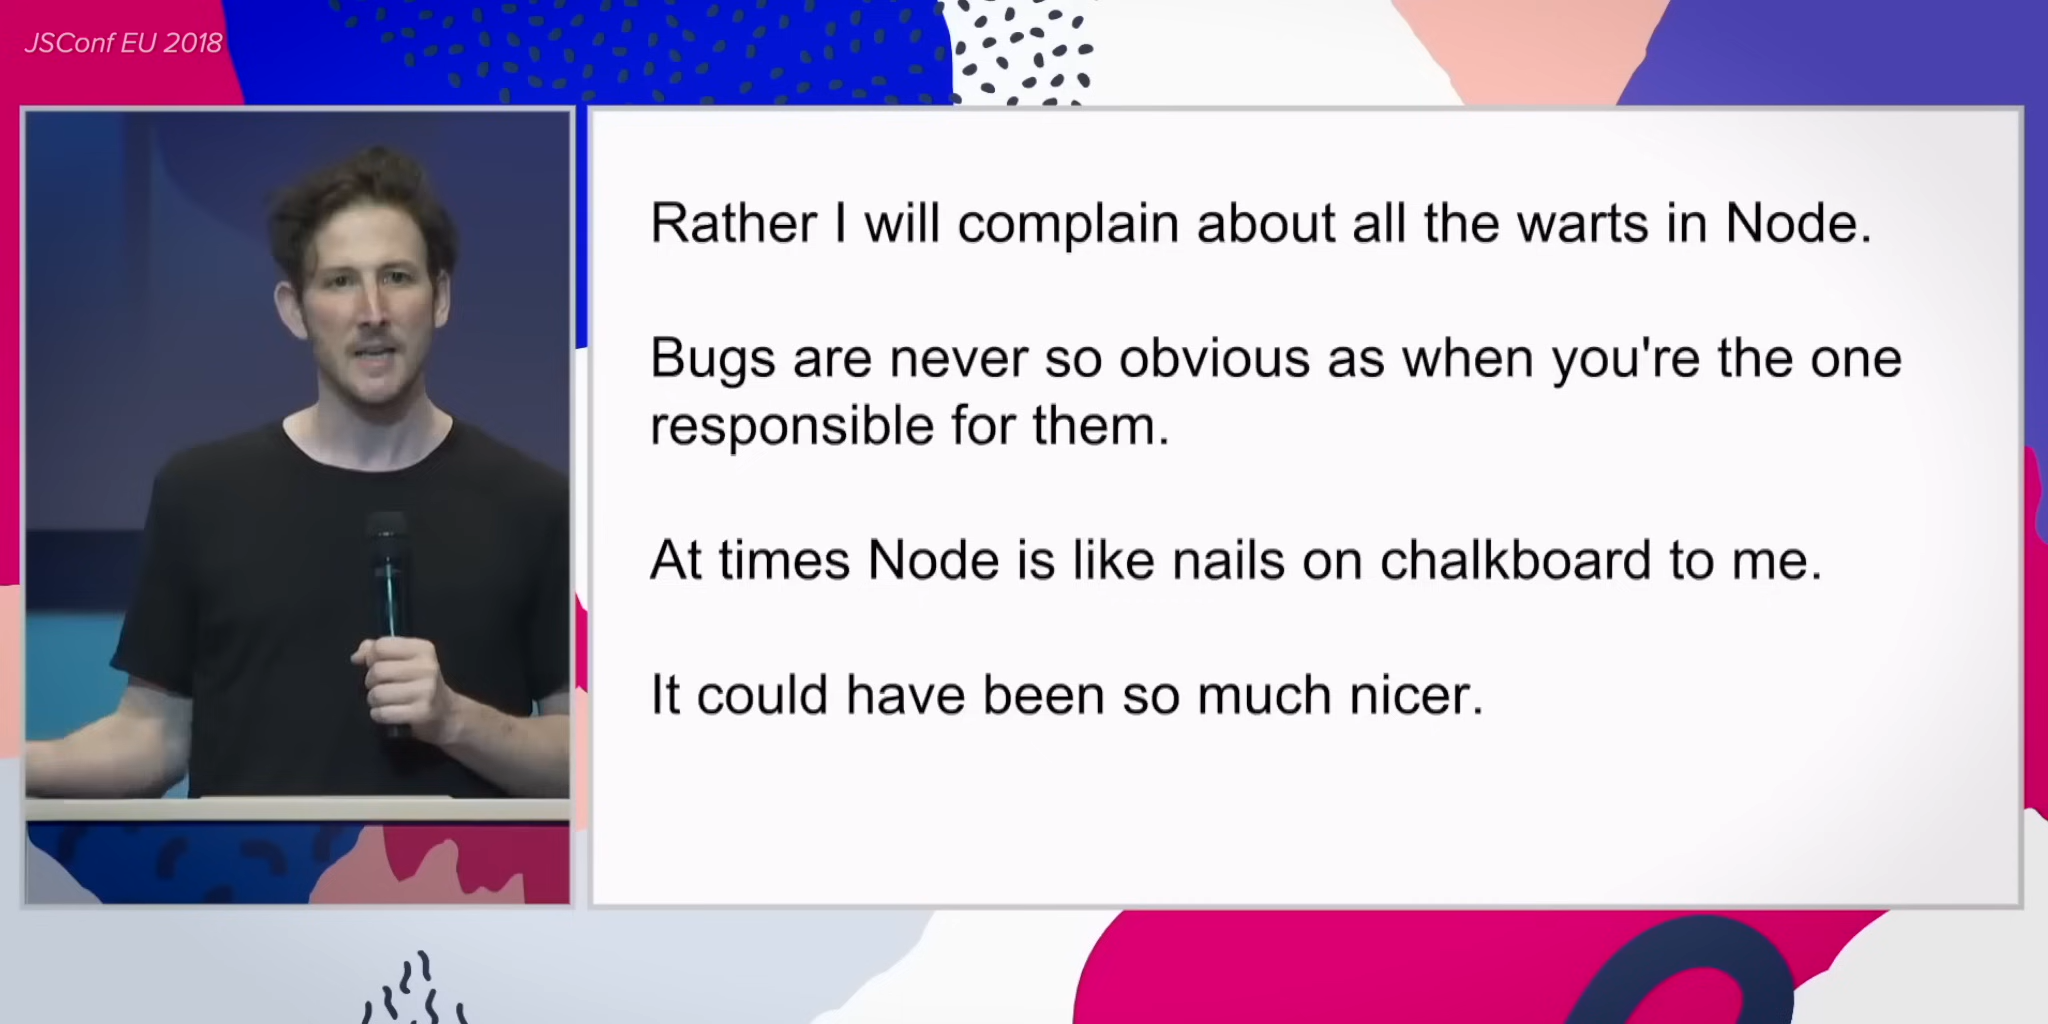 JSConf EU 2018
Rather I will complain about all the warts in Node.
Bugs are never so obvious as when you're the one
responsible for them.
At times Node is like nails on chalkboard to me.
It could have been so much nicer.